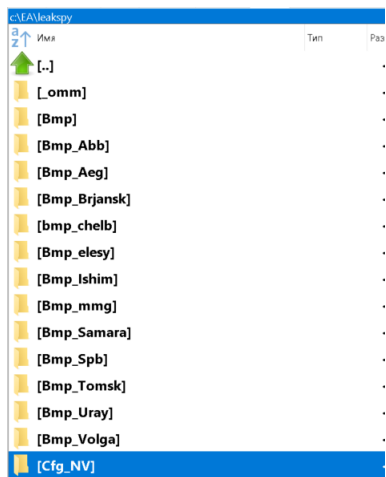 c:\EA\leakspy
a
z
Имя Тип Раз
[..]
[_omm]
[Bmp]
[Bmp_Abb]
[Bmp_Aeg]
[Bmp_Brjansk]
[bmp_chelb]
[Bmp_elesy]
[Bmp_Ishim]
[Bmp_mmg]
[Bmp_Samara]
[Bmp_Spb]
[Bmp_Tomsk]
[Bmp_Uray]
[Bmp_Volga]
[Cfg_NV]